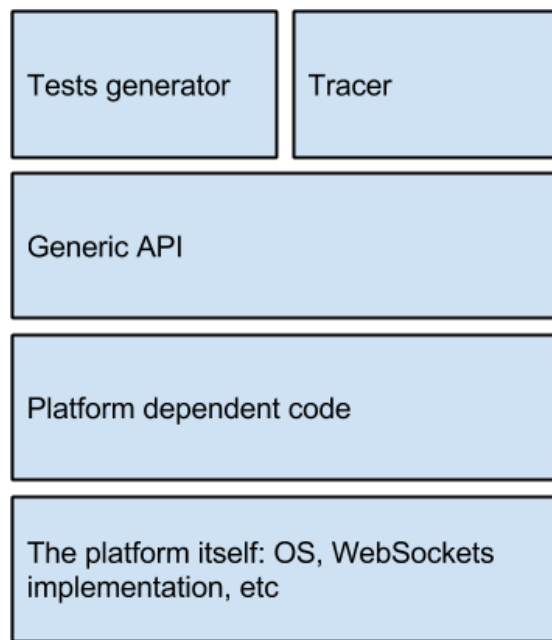 Tests generator
Tracer
Generic API
Platform dependent code
The platform itself: OS, WebSockets
implementation, etc